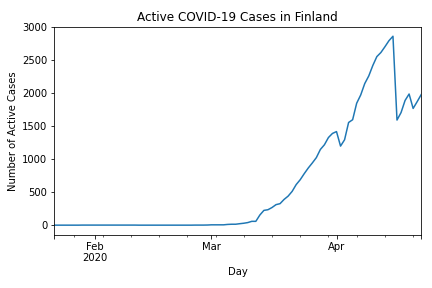 Active COVID-19 Cases in Finland
3000
2500
2000
1500
1000
500
0
Number of Active Cases
Feb
2020
Mar
Apr
Day